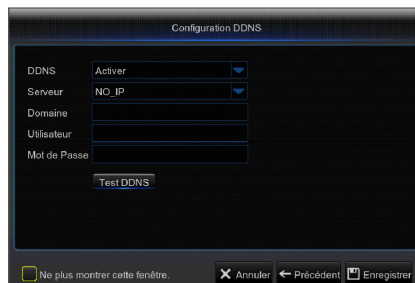 Configuration DDNS
DDNS Activer
Serveur NO_IP
Domaine
Utilisateur
Mot de Passe
Test DDNS
Ne plus montrer cette fenêtre. Annuler Précédent Enregistrer